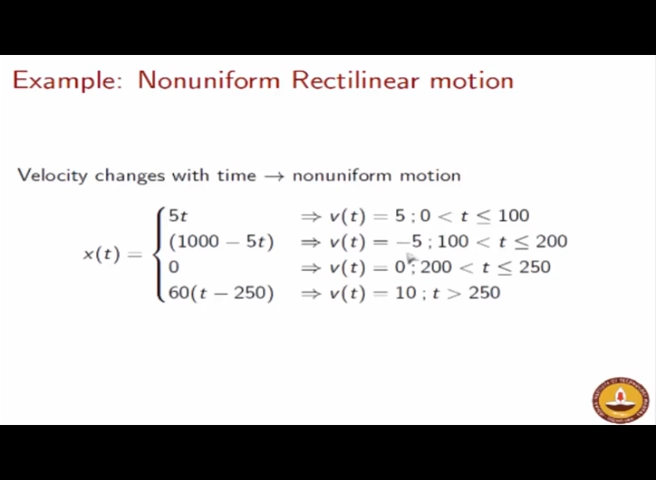 Example: Nonuniform Rectilinear motion
Velocity changes with time → nonuniform motion
5t ⇒ v(t) = 5 ; 0 < t ≤ 100
(1000 − 5t) ⇒ v(t) = −5 ; 100 < t ≤ 200
x(t) = {
0 ⇒ v(t) = 0 ; 200 < t ≤ 250
60(t − 250) ⇒ v(t) = 10 ; t > 250